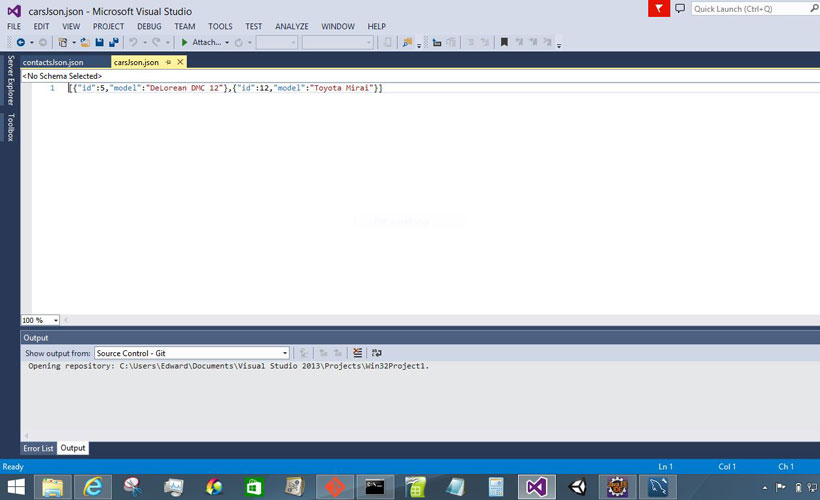 carsJson.json - Microsoft Visual Studio
Quick Launch (Ctrl+Q)
FILE EDIT VIEW PROJECT DEBUG TEAM TOOLS TEST ANALYZE WINDOW HELP
Attach...
Server Explorer
Toolbox
contactsJson.json carsJson.json
<No Schema Selected>
1 [{"id":5,"model":"DeLorean DMC 12"},{"id":12,"model":"Toyota Mirai"}]
100 %
Output
Show output from: Source Control - Git
Opening repository: C:\Users\Edward\Documents\Visual Studio 2013\Projects\Win32Project1.
Error List Output
Ready Ln 1 Col 1 Ch 1